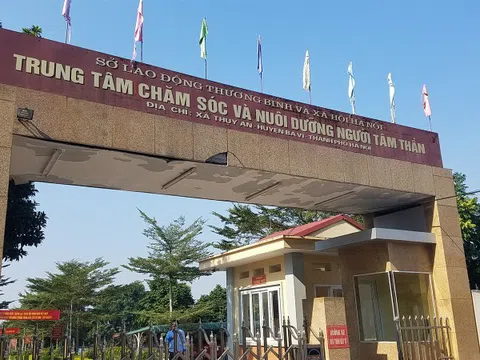 SỞ LAO ĐỘNG THƯƠNG BINH VÀ XÃ HỘI HÀ NỘI
TRUNG TÂM CHĂM SÓC VÀ NUÔI DƯỠNG NGƯỜI TÂM THẦN
ĐỊA CHỈ: XÃ THỤY AN - HUYỆN BA VÌ - THÀNH PHỐ HÀ NỘI